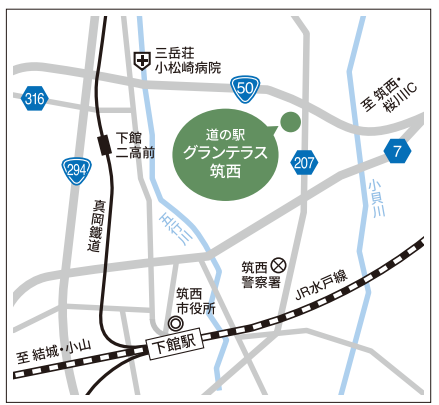 三岳荘
小松崎病院
50
至 筑西・
桜川IC
316
道の駅
グランテラス
筑西
下館
二高前
7
207
294
小貝川
真岡鐵道
五行川
筑西
警察署
JR水戸線
筑西
市役所
下館駅
至 結城・小山